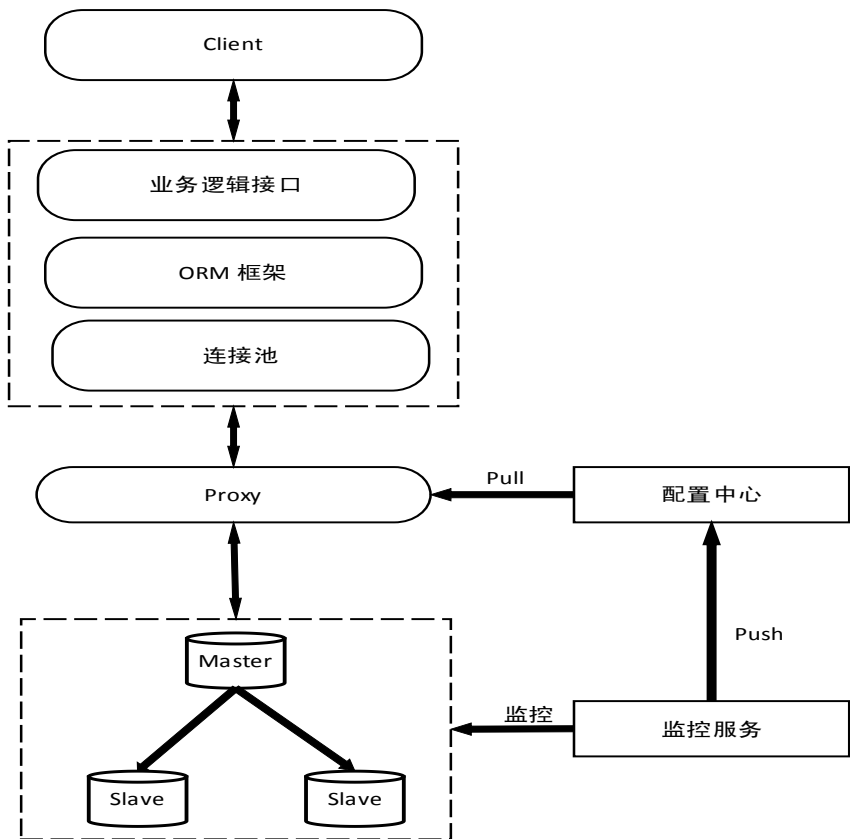 Client
业务逻辑接口
ORM 框架
连接池
Proxy
Pull
配置中心
Push
Master
监控
监控服务
Slave
Slave